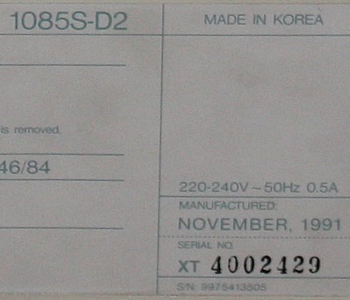 1085S-D2
MADE IN KOREA
is removed.
46/84
220-240V ~ 50Hz 0.5A
MANUFACTURED:
NOVEMBER, 1991
SERIAL NO.
XT 4002429
S/N: 9975413505